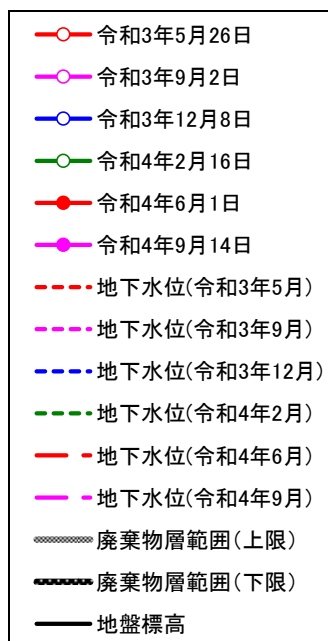 令和3年5月26日
令和3年9月2日
令和3年12月8日
令和4年2月16日
令和4年6月1日
令和4年9月14日
地下水位(令和3年5月)
地下水位(令和3年9月)
地下水位(令和3年12月)
地下水位(令和4年2月)
地下水位(令和4年6月)
地下水位(令和4年9月)
廃棄物層範囲(上限)
廃棄物層範囲(下限)
地盤標高